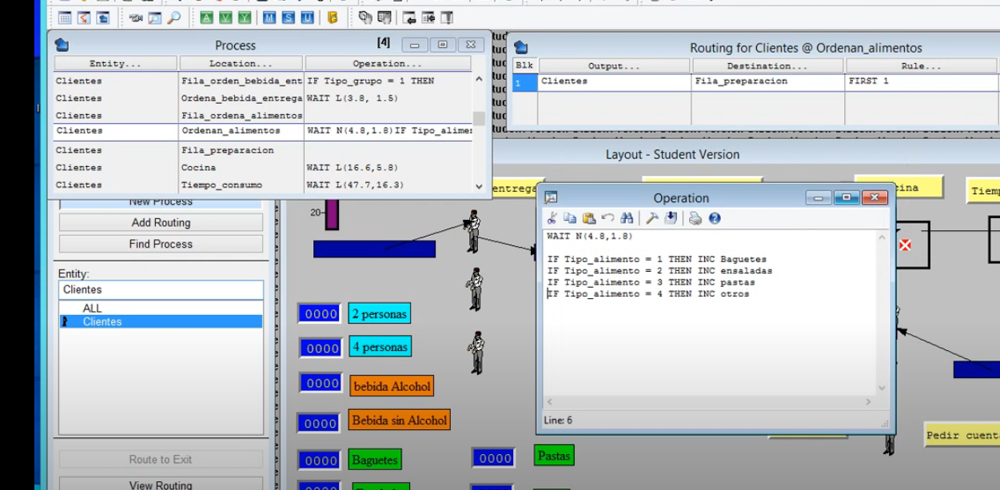 Process
[4]
Entity... Location... Operation...
Clientes Fila_orden_bebida_ent IF Tipo_grupo = 1 THEN
Clientes Ordena_bebida_entrega WAIT L(3.8, 1.5)
Clientes Fila_ordena_alimentos
Clientes Ordenan_alimentos WAIT N(4.8,1.8)IF Tipo_alimen
Clientes Fila_preparacion
Clientes Cocina WAIT L(16.6,5.8)
Clientes Tiempo_consumo WAIT L(47.7,16.3)
Routing for Clientes @ Ordenan_alimentos
Blk Output... Destination... Rule...
1 Clientes Fila_preparacion FIRST 1
Layout - Student Version
New Process
Add Routing
Find Process
Entity:
Clientes
ALL
Clientes
Route to Exit
View Routing
20-
entrega
cina
Tiemp
Operation
WAIT N(4.8,1.8)
IF Tipo_alimento = 1 THEN INC Baguetes
IF Tipo_alimento = 2 THEN INC ensaladas
IF Tipo_alimento = 3 THEN INC pastas
IF Tipo_alimento = 4 THEN INC otros
Line: 6
0000 2 personas
0000 4 personas
0000 bebida Alcohol
0000 Bebida sin Alcohol
0000 Baguetes
0000 Pastas
Pedir cuenta